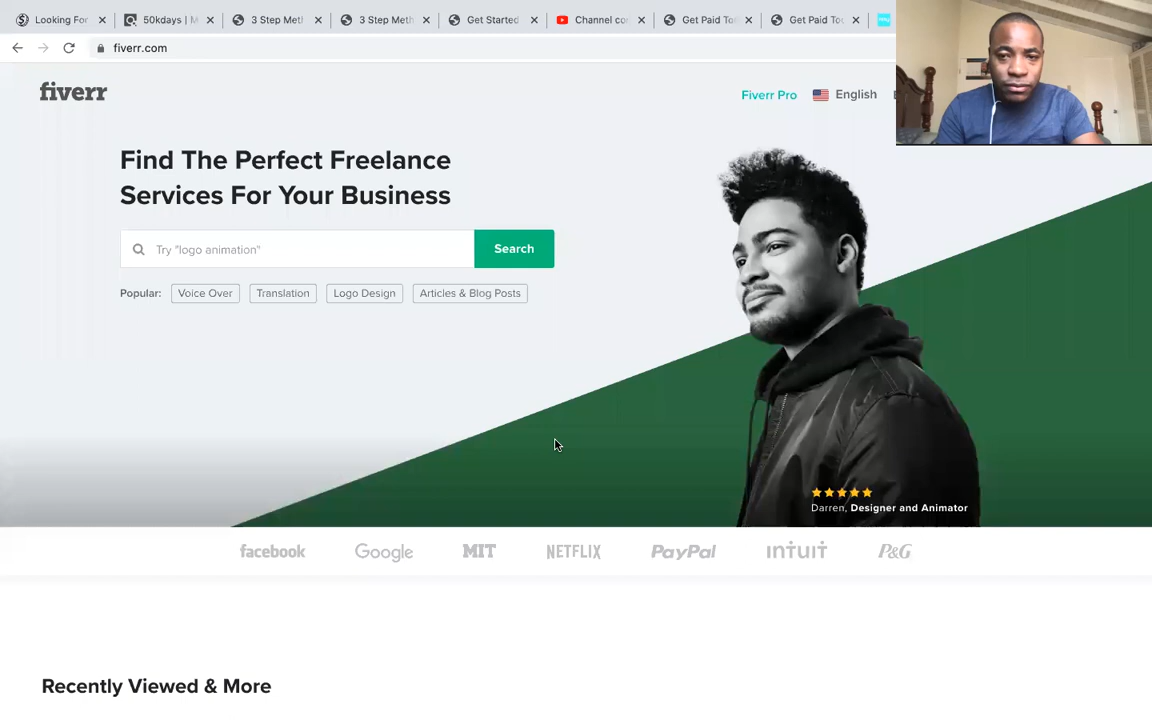 Looking For
50kdays | M
3 Step Meth
3 Step Meth
Get Started
Channel co
Get Paid To
Get Paid To
fiverr.com
fiverr
Fiverr Pro
English
Find The Perfect Freelance
Services For Your Business
Try "logo animation"
Search
Popular:
Voice Over
Translation
Logo Design
Articles & Blog Posts
Darren, Designer and Animator
facebook
Google
MIT
NETFLIX
PayPal
intuit
P&G
Recently Viewed & More